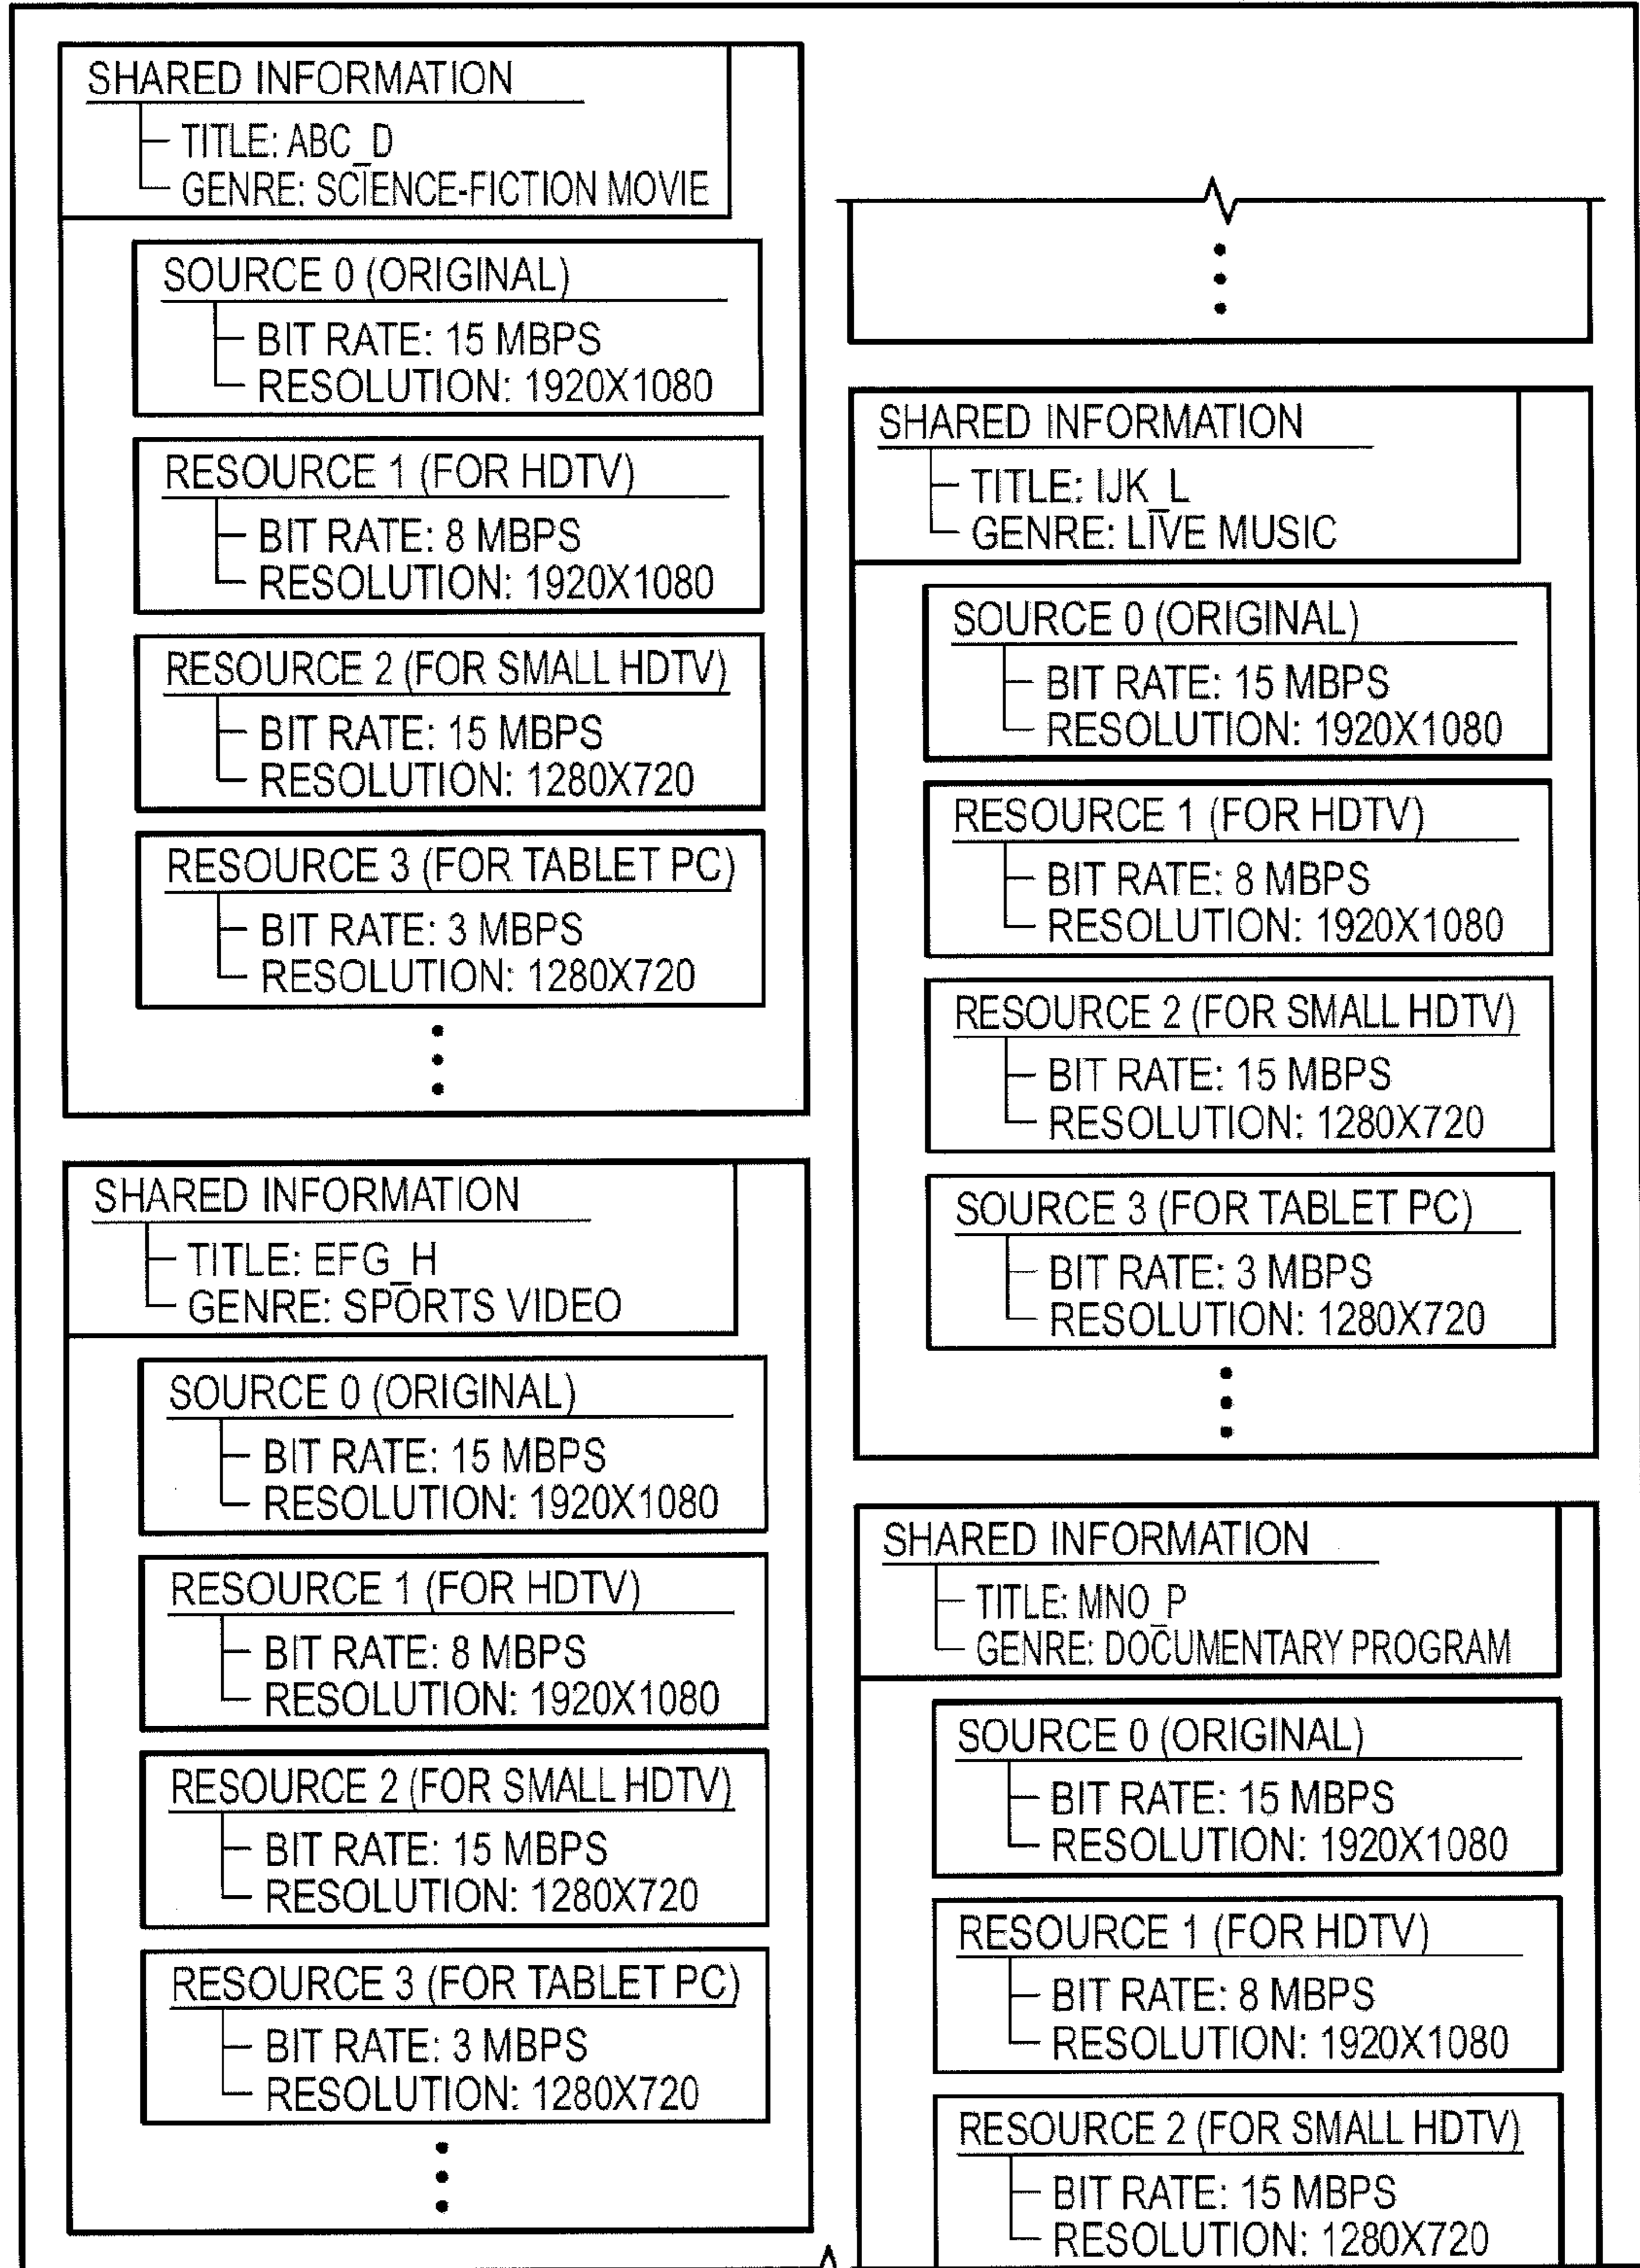 SHARED INFORMATION
TITLE: ABC_D
GENRE: SCIENCE-FICTION MOVIE
SOURCE 0 (ORIGINAL)
BIT RATE: 15 MBPS
RESOLUTION: 1920X1080
RESOURCE 1 (FOR HDTV)
BIT RATE: 8 MBPS
RESOLUTION: 1920X1080
RESOURCE 2 (FOR SMALL HDTV)
BIT RATE: 15 MBPS
RESOLUTION: 1280X720
RESOURCE 3 (FOR TABLET PC)
BIT RATE: 3 MBPS
RESOLUTION: 1280X720
SHARED INFORMATION
TITLE: EFG_H
GENRE: SPORTS VIDEO
SOURCE 0 (ORIGINAL)
BIT RATE: 15 MBPS
RESOLUTION: 1920X1080
RESOURCE 1 (FOR HDTV)
BIT RATE: 8 MBPS
RESOLUTION: 1920X1080
RESOURCE 2 (FOR SMALL HDTV)
BIT RATE: 15 MBPS
RESOLUTION: 1280X720
RESOURCE 3 (FOR TABLET PC)
BIT RATE: 3 MBPS
RESOLUTION: 1280X720
SHARED INFORMATION
TITLE: IJK_L
GENRE: LIVE MUSIC
SOURCE 0 (ORIGINAL)
BIT RATE: 15 MBPS
RESOLUTION: 1920X1080
RESOURCE 1 (FOR HDTV)
BIT RATE: 8 MBPS
RESOLUTION: 1920X1080
RESOURCE 2 (FOR SMALL HDTV)
BIT RATE: 15 MBPS
RESOLUTION: 1280X720
SOURCE 3 (FOR TABLET PC)
BIT RATE: 3 MBPS
RESOLUTION: 1280X720
SHARED INFORMATION
TITLE: MNO_P
GENRE: DOCUMENTARY PROGRAM
SOURCE 0 (ORIGINAL)
BIT RATE: 15 MBPS
RESOLUTION: 1920X1080
RESOURCE 1 (FOR HDTV)
BIT RATE: 8 MBPS
RESOLUTION: 1920X1080
RESOURCE 2 (FOR SMALL HDTV)
BIT RATE: 15 MBPS
RESOLUTION: 1280X720